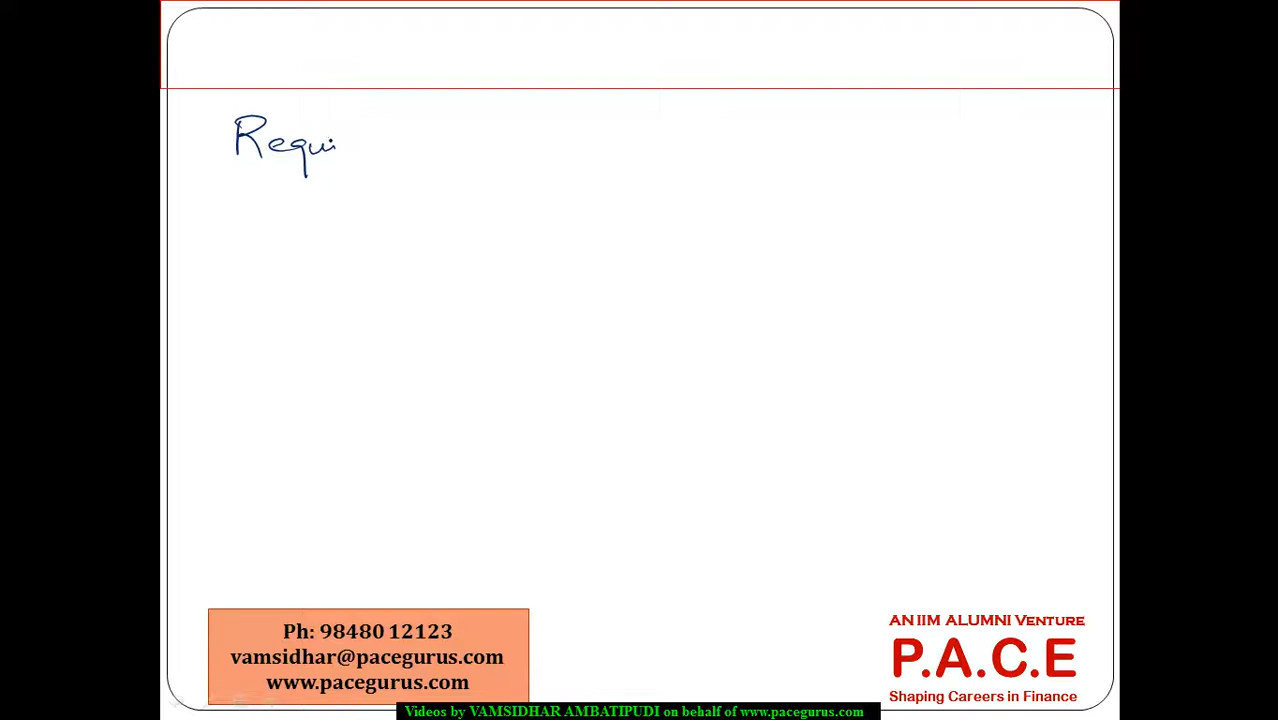 Requi
Ph: 98480 12123
vamsidhar@pacegurus.com
www.pacegurus.com
AN IIM ALUMNI VENTURE
P.A.C.E
Shaping Careers in Finance
Videos by VAMSIDHAR AMBATIPUDI on behalf of www.pacegurus.com